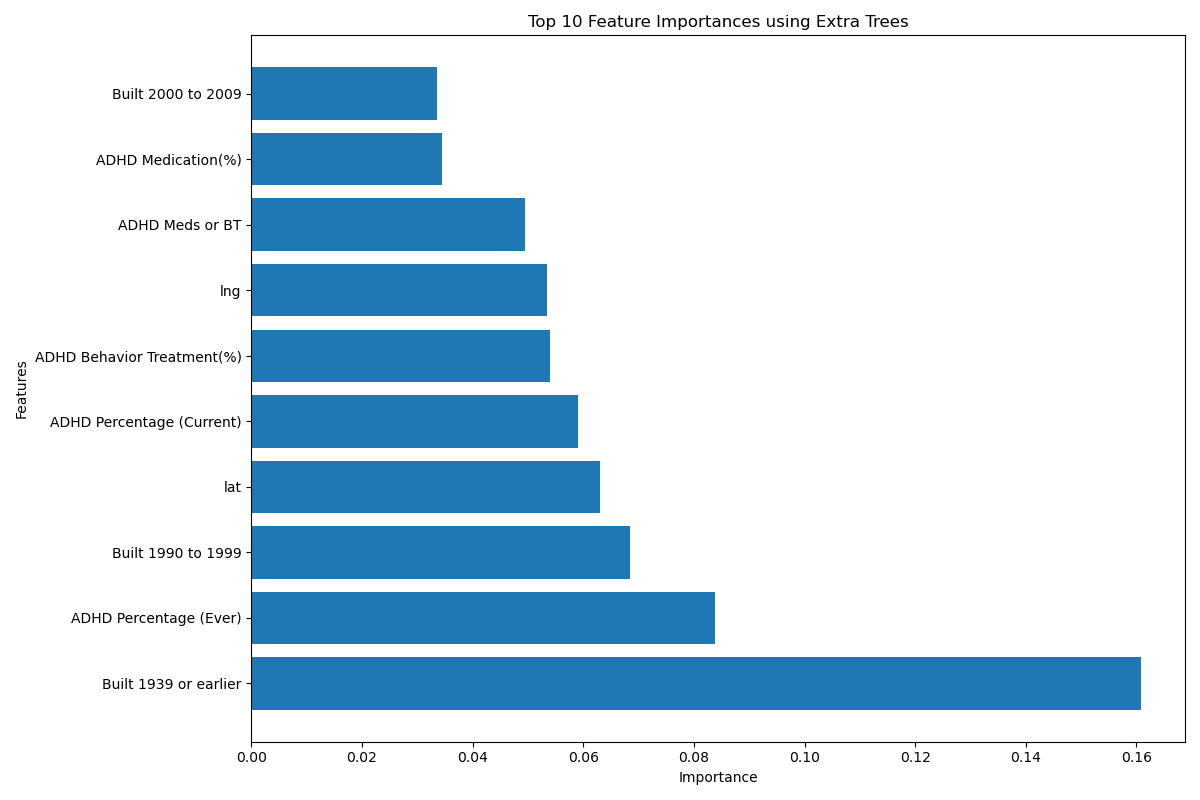 Top 10 Feature Importances using Extra Trees
Features
Built 2000 to 2009
ADHD Medication(%)
ADHD Meds or BT
lng
ADHD Behavior Treatment(%)
ADHD Percentage (Current)
lat
Built 1990 to 1999
ADHD Percentage (Ever)
Built 1939 or earlier
0.00 0.02 0.04 0.06 0.08 0.10 0.12 0.14 0.16
Importance